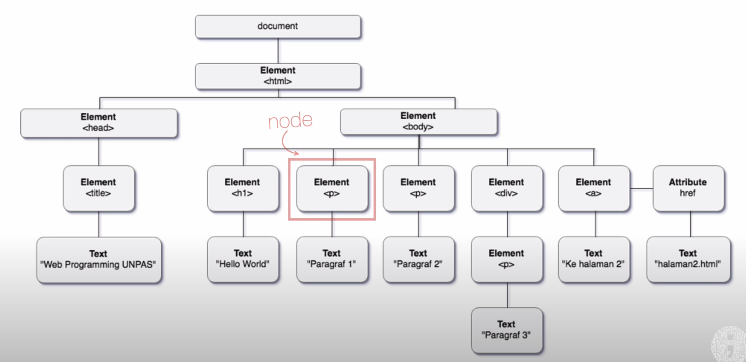 document
Element
<html>
Element
<head>
node
Element
<body>
Element
<title>
Element
<h1>
Element
<p>
Element
<p>
Element
<div>
Element
<a>
Attribute
href
Text
"Web Programming UNPAS"
Text
"Hello World"
Text
"Paragraf 1"
Text
"Paragraf 2"
Element
<p>
Text
"Ke halaman 2"
Text
"halaman2.html"
Text
"Paragraf 3"